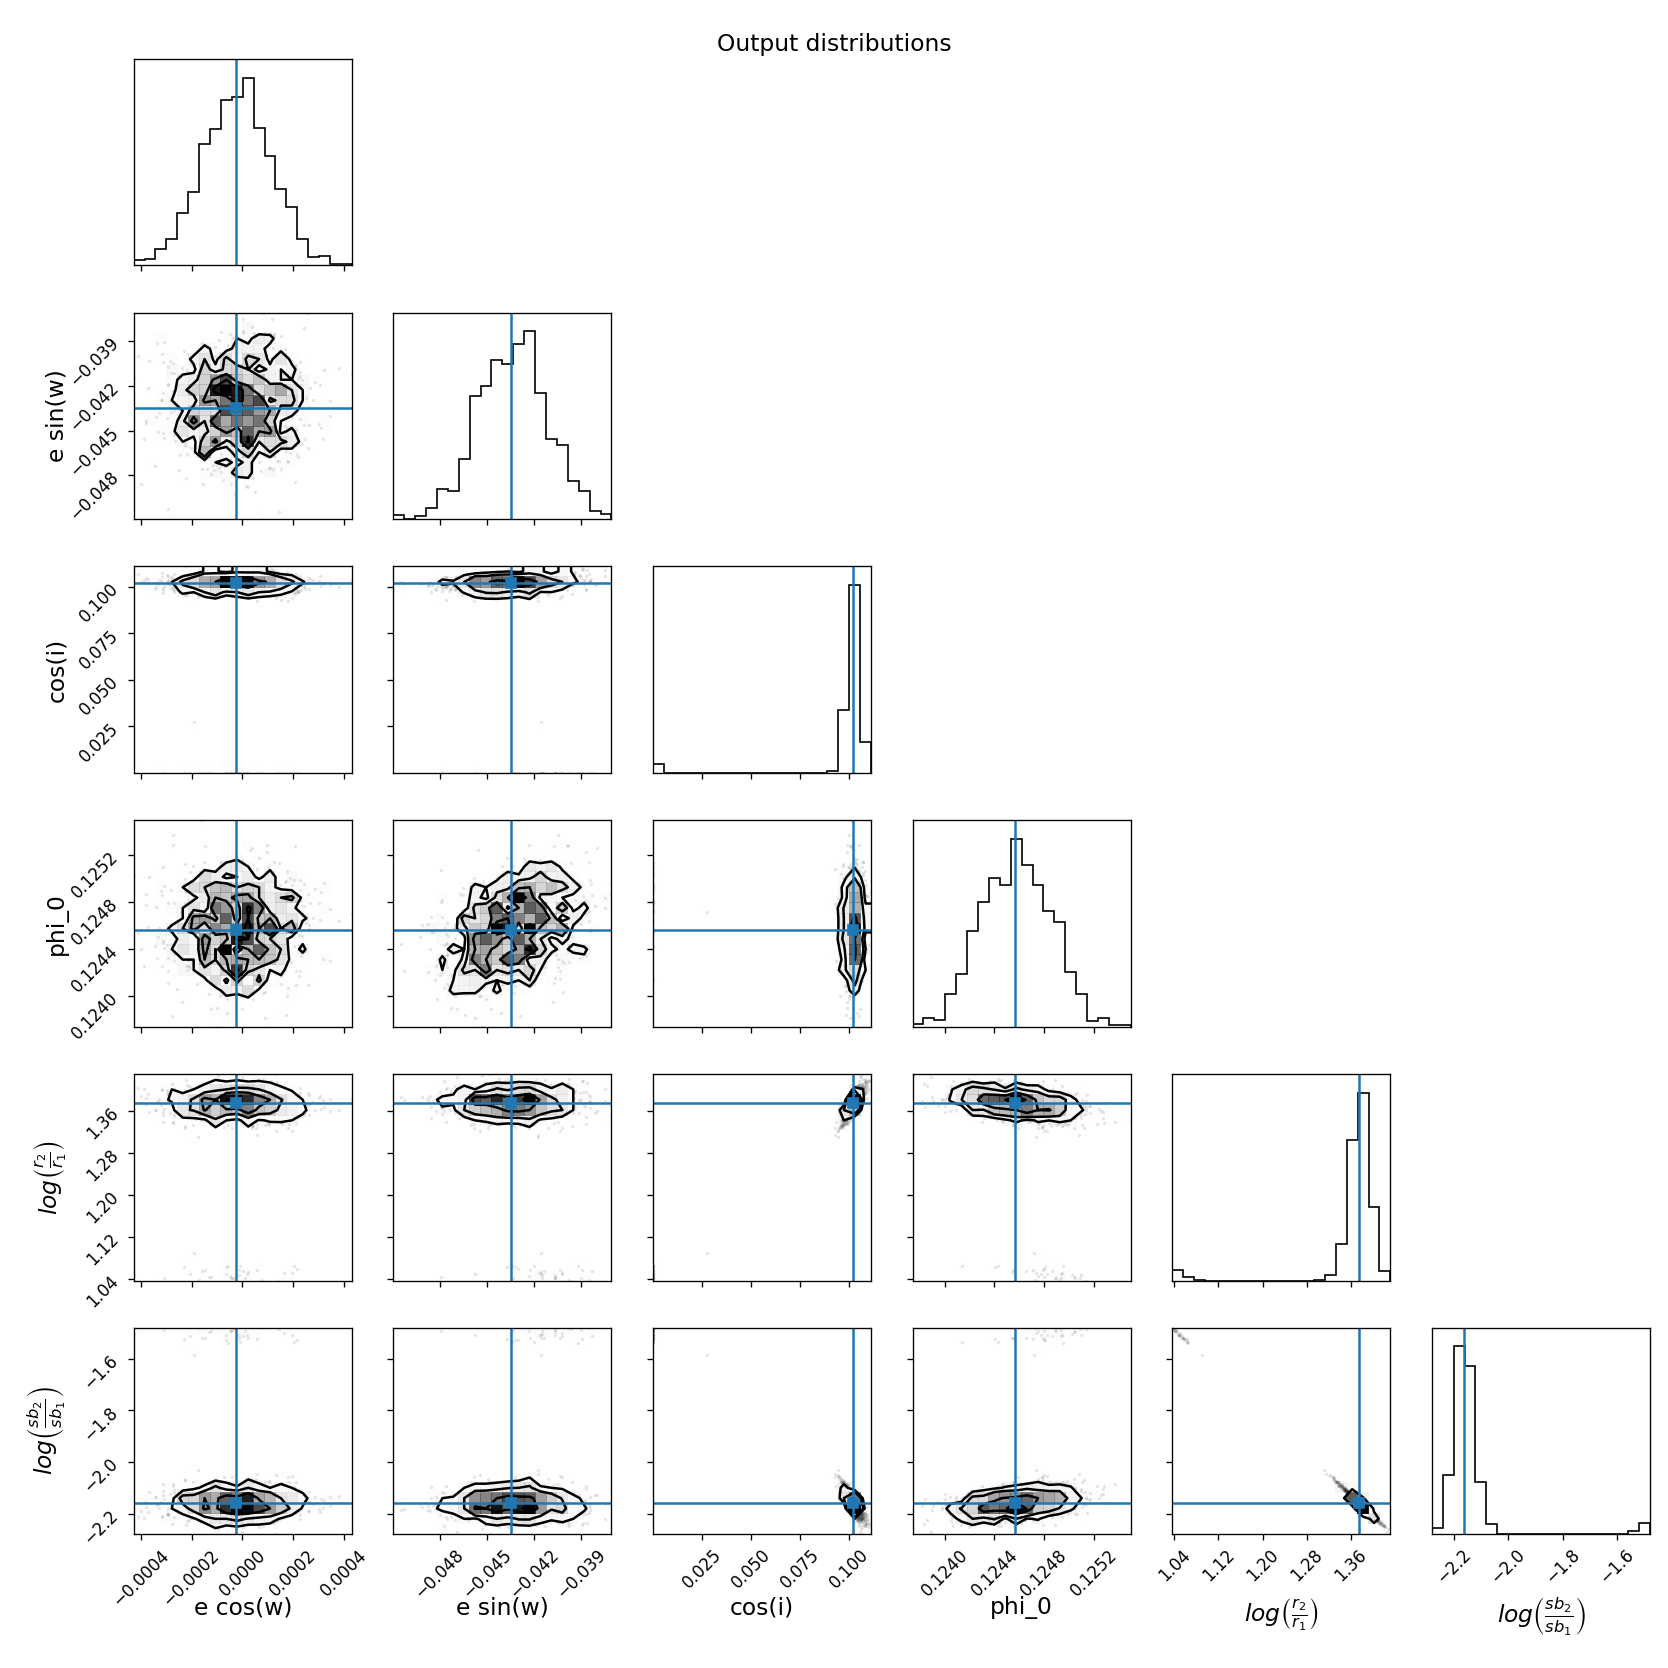 Output distributions
e sin(w)
−0.039
−0.042
−0.045
−0.048
cos(i)
0.100
0.075
0.050
0.025
phi_0
0.1252
0.1248
0.1244
0.1240
log(r₂/r₁)
1.36
1.28
1.20
1.12
1.04
log(sb₂/sb₁)
−1.6
−1.8
−2.0
−2.2
−0.0004 −0.0002 0.0000 0.0002 0.0004
−0.048 −0.045 −0.042 −0.039
0.025 0.050 0.075 0.100
0.1240 0.1244 0.1248 0.1252
1.04 1.12 1.20 1.28 1.36
−2.2 −2.0 −1.8 −1.6
e cos(w) e sin(w) cos(i) phi_0 log(r₂/r₁) log(sb₂/sb₁)